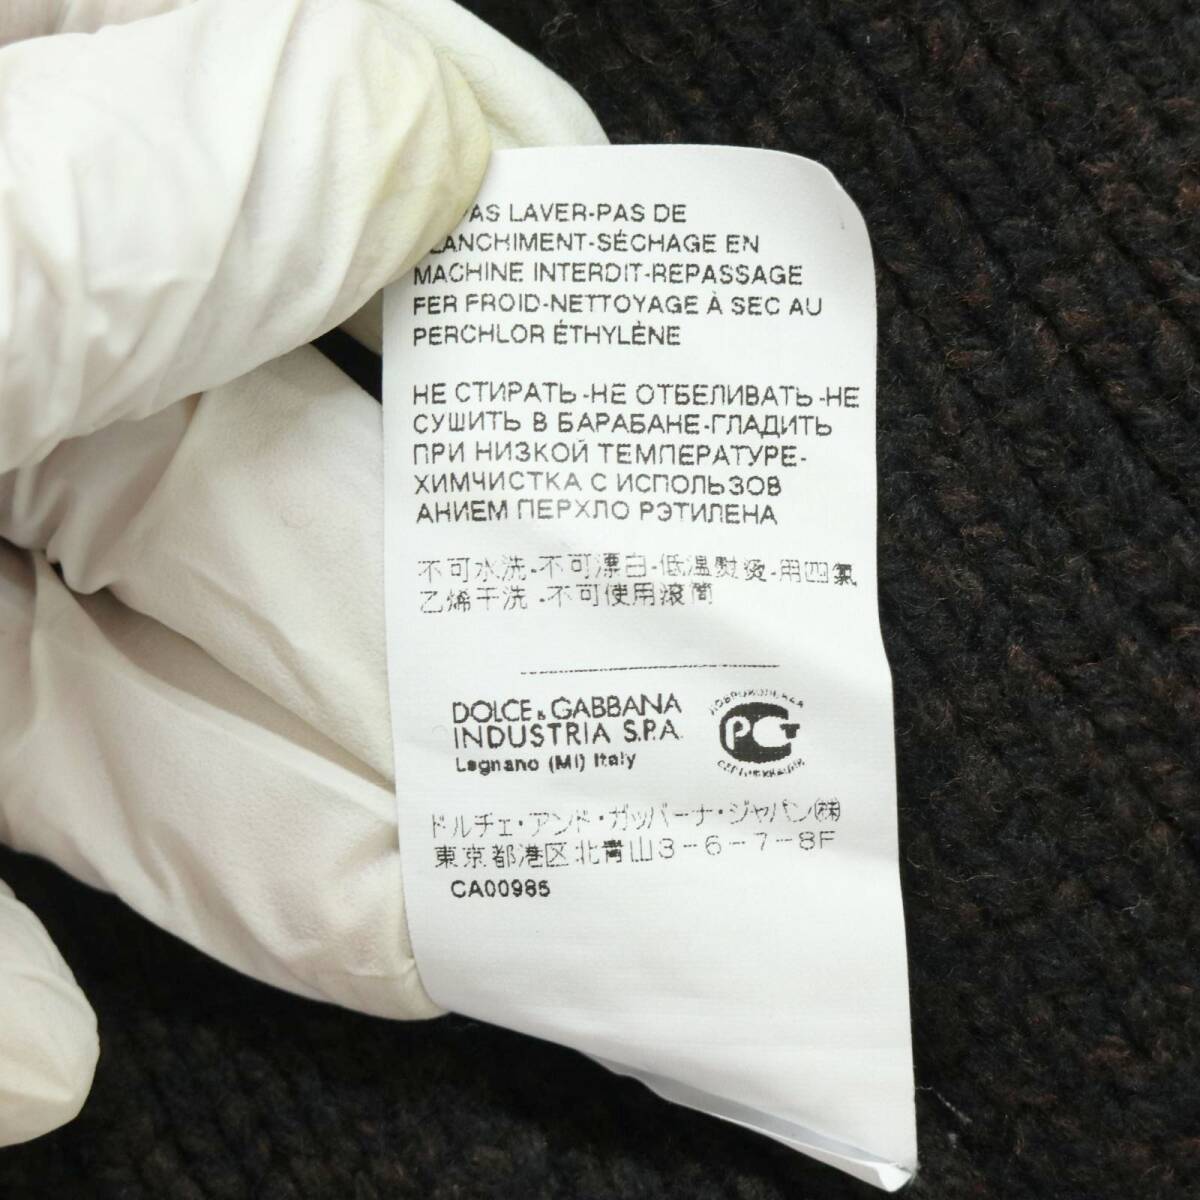 PAS LAVER-PAS DE
LANCHIMENT-SÉCHAGE EN
MACHINE INTERDIT-REPASSAGE
FER FROID-NETTOYAGE À SEC AU
PERCHLOR ÉTHYLÈNE
НЕ СТИРАТЬ-НЕ ОТБЕЛИВАТЬ-НЕ
СУШИТЬ В БАРАБАНЕ-ГЛАДИТЬ
ПРИ НИЗКОЙ ТЕМПЕРАТУРЕ-
ХИМЧИСТКА С ИСПОЛЬЗОВ
АНИЕМ ПЕРХЛО РЭТИЛЕНА
不可水洗-不可漂白-低溫熨燙-用四氯
乙烯干洗-不可使用滚筒
DOLCE & GABBANA
INDUSTRIA S.P.A.
Legnano (MI) Italy
ДОБРОВОЛЬНАЯ
РСТ
СЕРТИФИКАЦИЯ
ドルチェ・アンド・ガッバーナ・ジャパン㈱
東京都港区北青山3-6-7-8F
CA00985